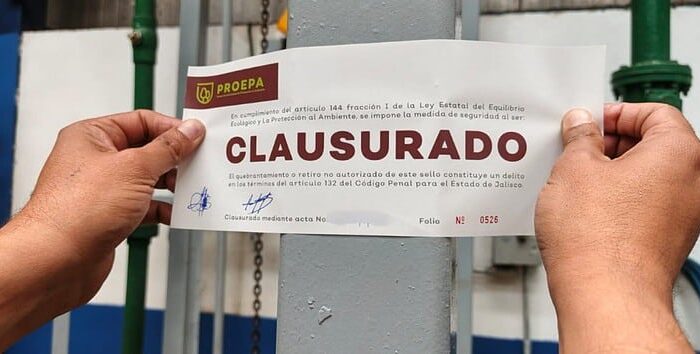 PROEPA
En cumplimiento del artículo 144 fracción I de la Ley Estatal del Equilibrio
Ecológico y La Protección al Ambiente, se impone la medida de seguridad al ser:
CLAUSURADO
El quebrantamiento o retiro no autorizado de este sello constituye un delito
en los términos del artículo 132 del Código Penal para el Estado de Jalisco.
Clausurado mediante acta No.
Folio Nº 0526